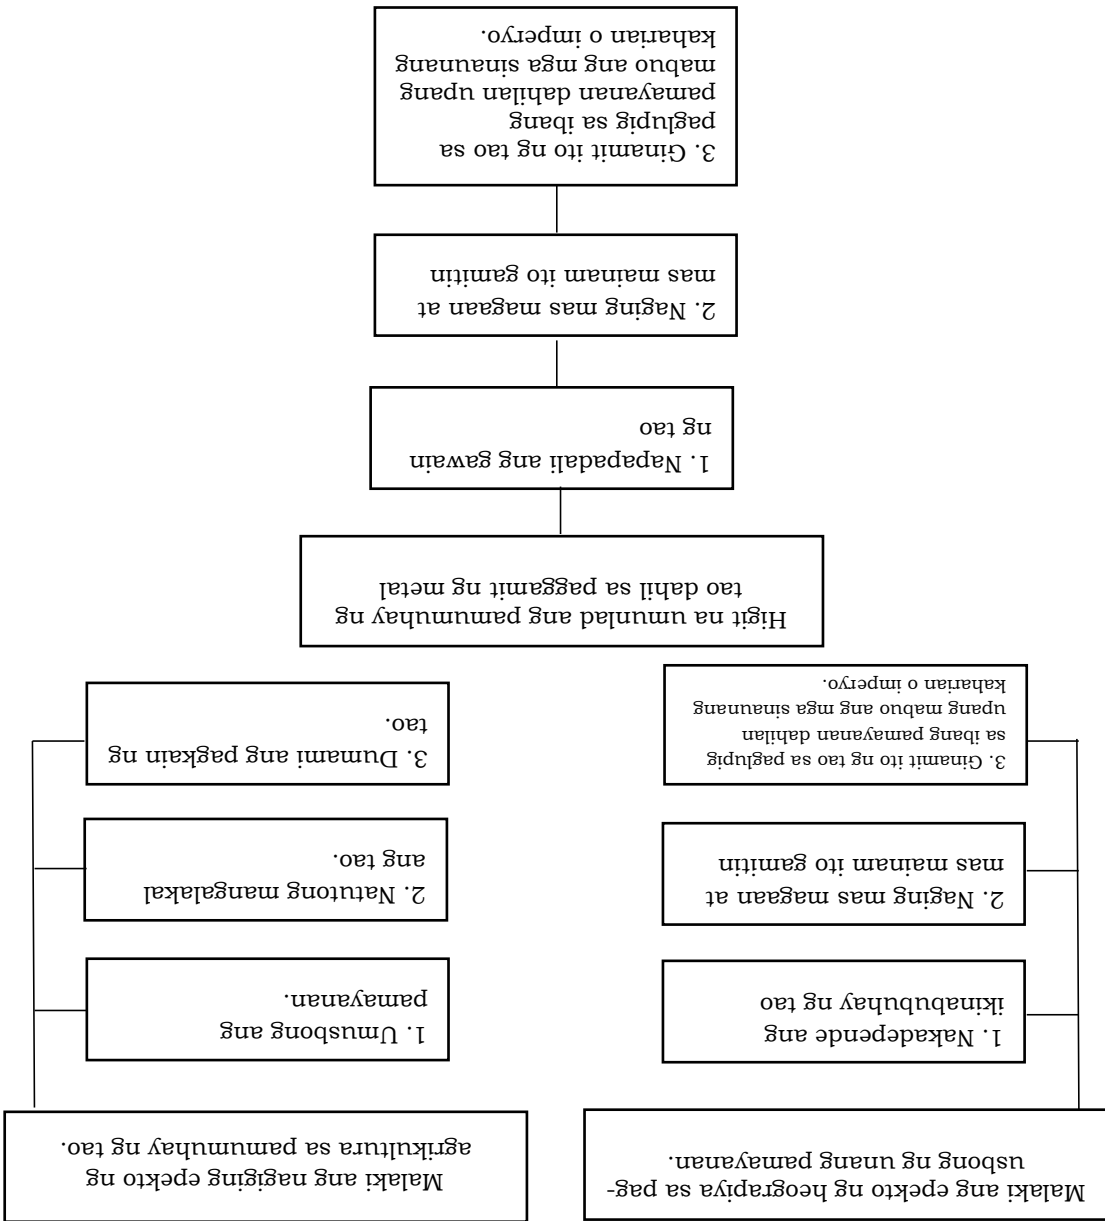 Malaki ang epekto ng heograpiya sa pag-
usbong ng unang pamayanan.
1. Nakadepende ang
ikinabubuhay ng tao
2. Naging mas magaan at
mas mainam ito gamitin
3. Ginamit ito ng tao sa paglupig
sa ibang pamayanan dahilan
upang mabuo ang mga sinaunang
kaharian o imperyo.
Malaki ang nagiging epekto ng
agrikultura sa pamumuhay ng tao.
1. Umusbong ang
pamayanan.
2. Natutong mangalakal
ang tao.
3. Dumami ang pagkain ng
tao.
Higit na umunlad ang pamumuhay ng
tao dahil sa paggamit ng metal
1. Napapadali ang gawain
ng tao
2. Naging mas magaan at
mas mainam ito gamitin
3. Ginamit ito ng tao sa
paglupig sa ibang
pamayanan dahilan upang
mabuo ang mga sinaunang
kaharian o imperyo.